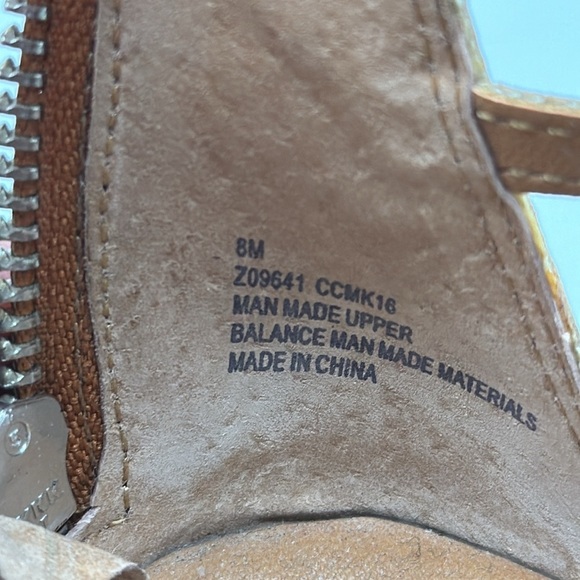 8M
Z09641 CCMK16
MAN MADE UPPER
BALANCE MAN MADE MATERIALS
MADE IN CHINA